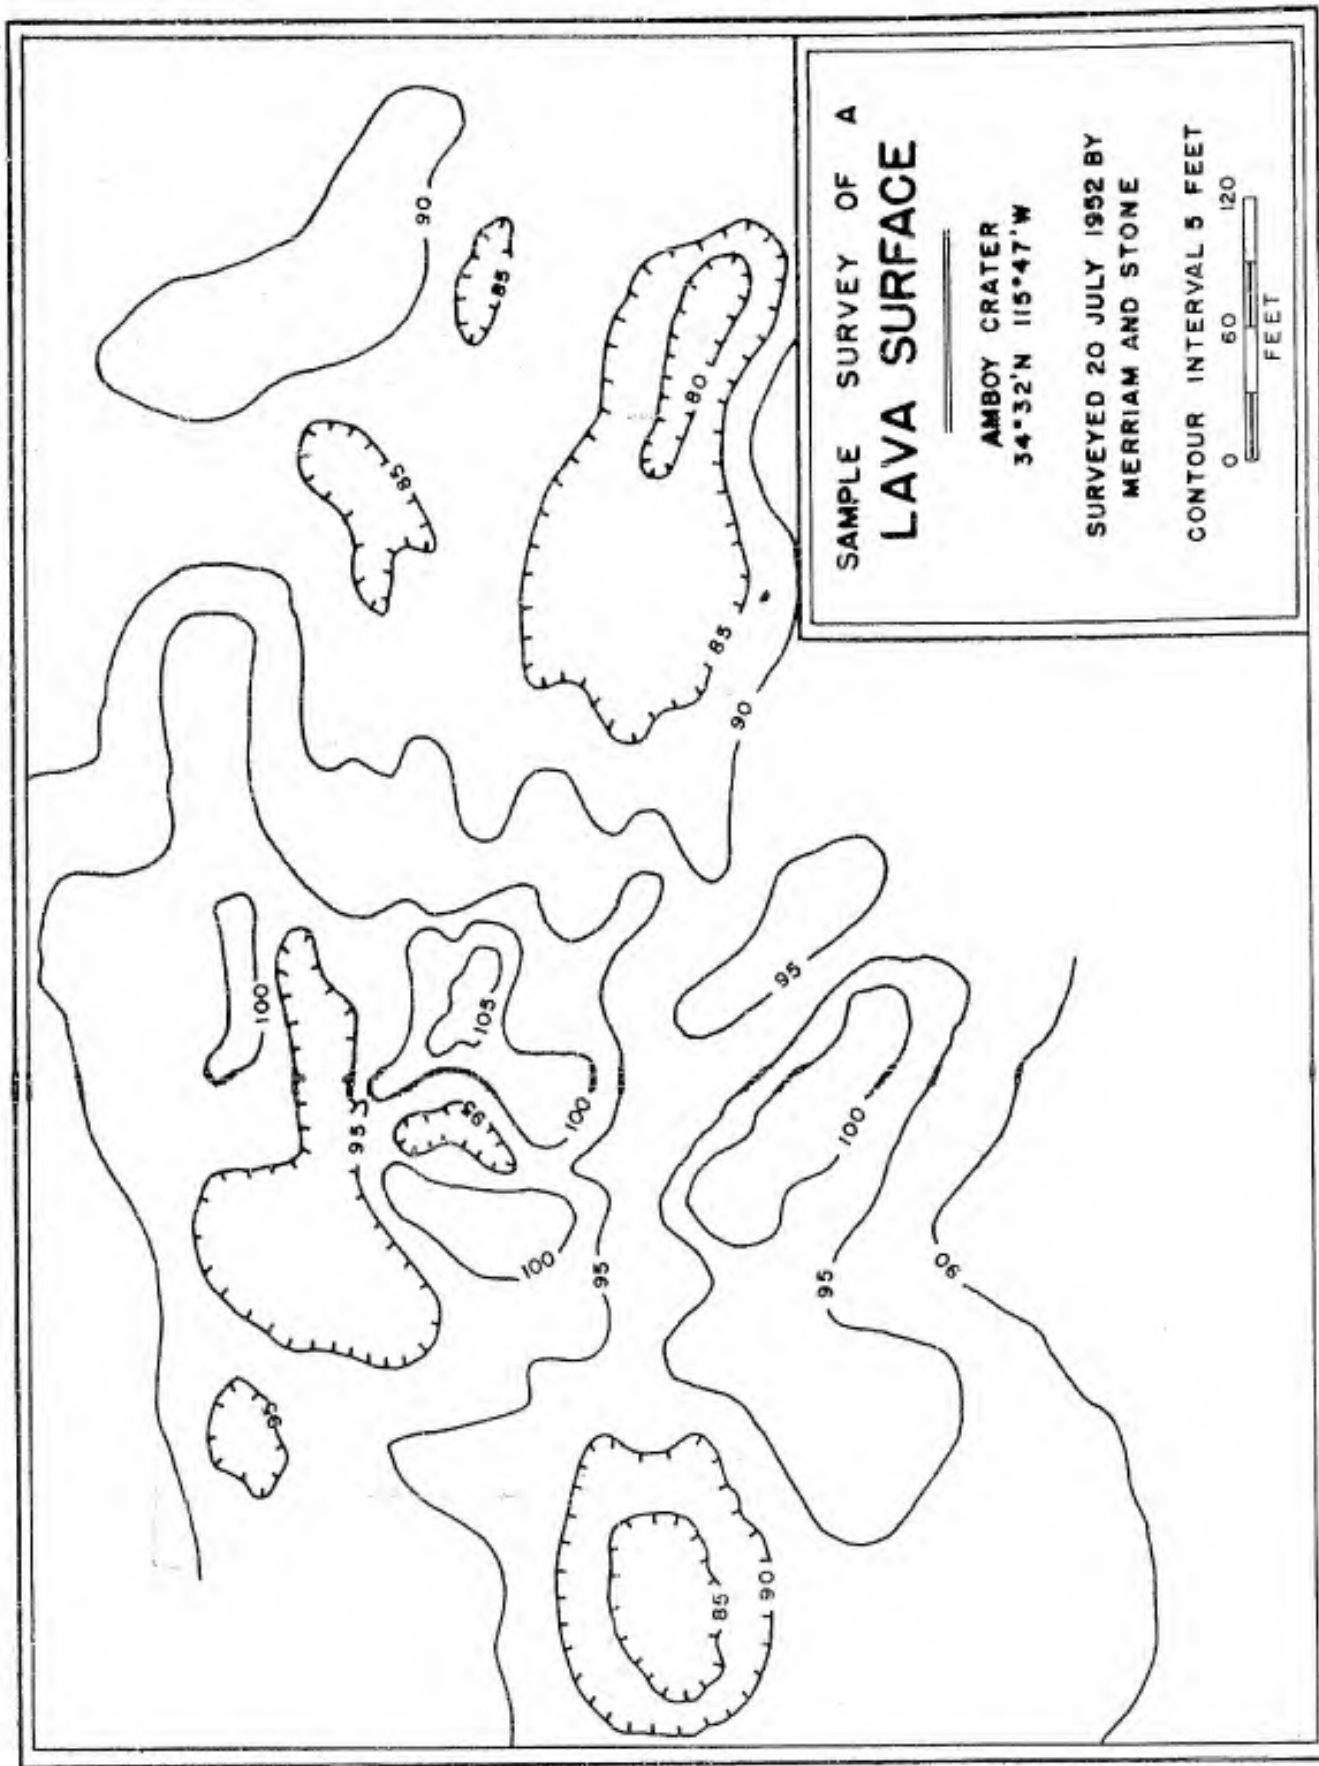 SAMPLE SURVEY OF A
LAVA SURFACE
AMBOY CRATER
34°32'N 115°47'W
SURVEYED 20 JULY 1952 BY
MERRIAM AND STONE
CONTOUR INTERVAL 5 FEET
0 60 120
FEET
90
85
85
80
85
90
100
105
95
95
100
100
95
95
100
95
90
95
85
90